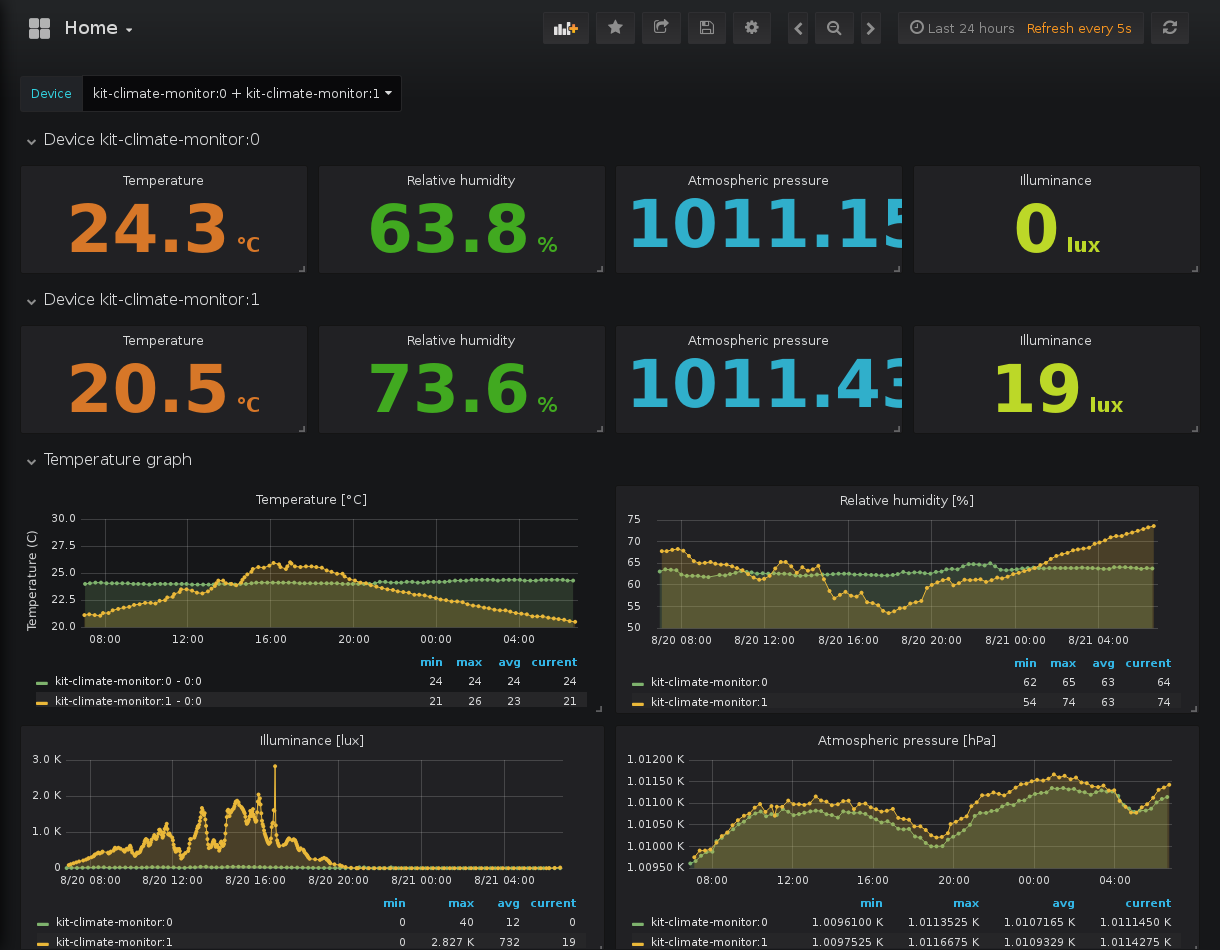 Home
Last 24 hours Refresh every 5s
Device kit-climate-monitor:0 + kit-climate-monitor:1
Device kit-climate-monitor:0
Temperature Relative humidity Atmospheric pressure Illuminance
24.3 °C 63.8 % 1011.15 0 lux
Device kit-climate-monitor:1
Temperature Relative humidity Atmospheric pressure Illuminance
20.5 °C 73.6 % 1011.43 19 lux
Temperature graph
Temperature [°C]
Temperature (C)
30.0
27.5
25.0
22.5
20.0
08:00 12:00 16:00 20:00 00:00 04:00
min max avg current
kit-climate-monitor:0 - 0:0 24 24 24 24
kit-climate-monitor:1 - 0:0 21 26 23 21
Relative humidity [%]
75
70
65
60
55
50
8/20 08:00 8/20 12:00 8/20 16:00 8/20 20:00 8/21 00:00 8/21 04:00
min max avg current
kit-climate-monitor:0 62 65 63 64
kit-climate-monitor:1 54 74 63 74
Illuminance [lux]
3.0 K
2.0 K
1.0 K
0
8/20 08:00 8/20 12:00 8/20 16:00 8/20 20:00 8/21 00:00 8/21 04:00
min max avg current
kit-climate-monitor:0 0 40 12 0
kit-climate-monitor:1 0 2.827 K 732 19
Atmospheric pressure [hPa]
1.01200 K
1.01150 K
1.01100 K
1.01050 K
1.01000 K
1.00950 K
08:00 12:00 16:00 20:00 00:00 04:00
min max avg current
kit-climate-monitor:0 1.0096100 K 1.0113525 K 1.0107165 K 1.0111450 K
kit-climate-monitor:1 1.0097525 K 1.0116675 K 1.0109329 K 1.0114275 K